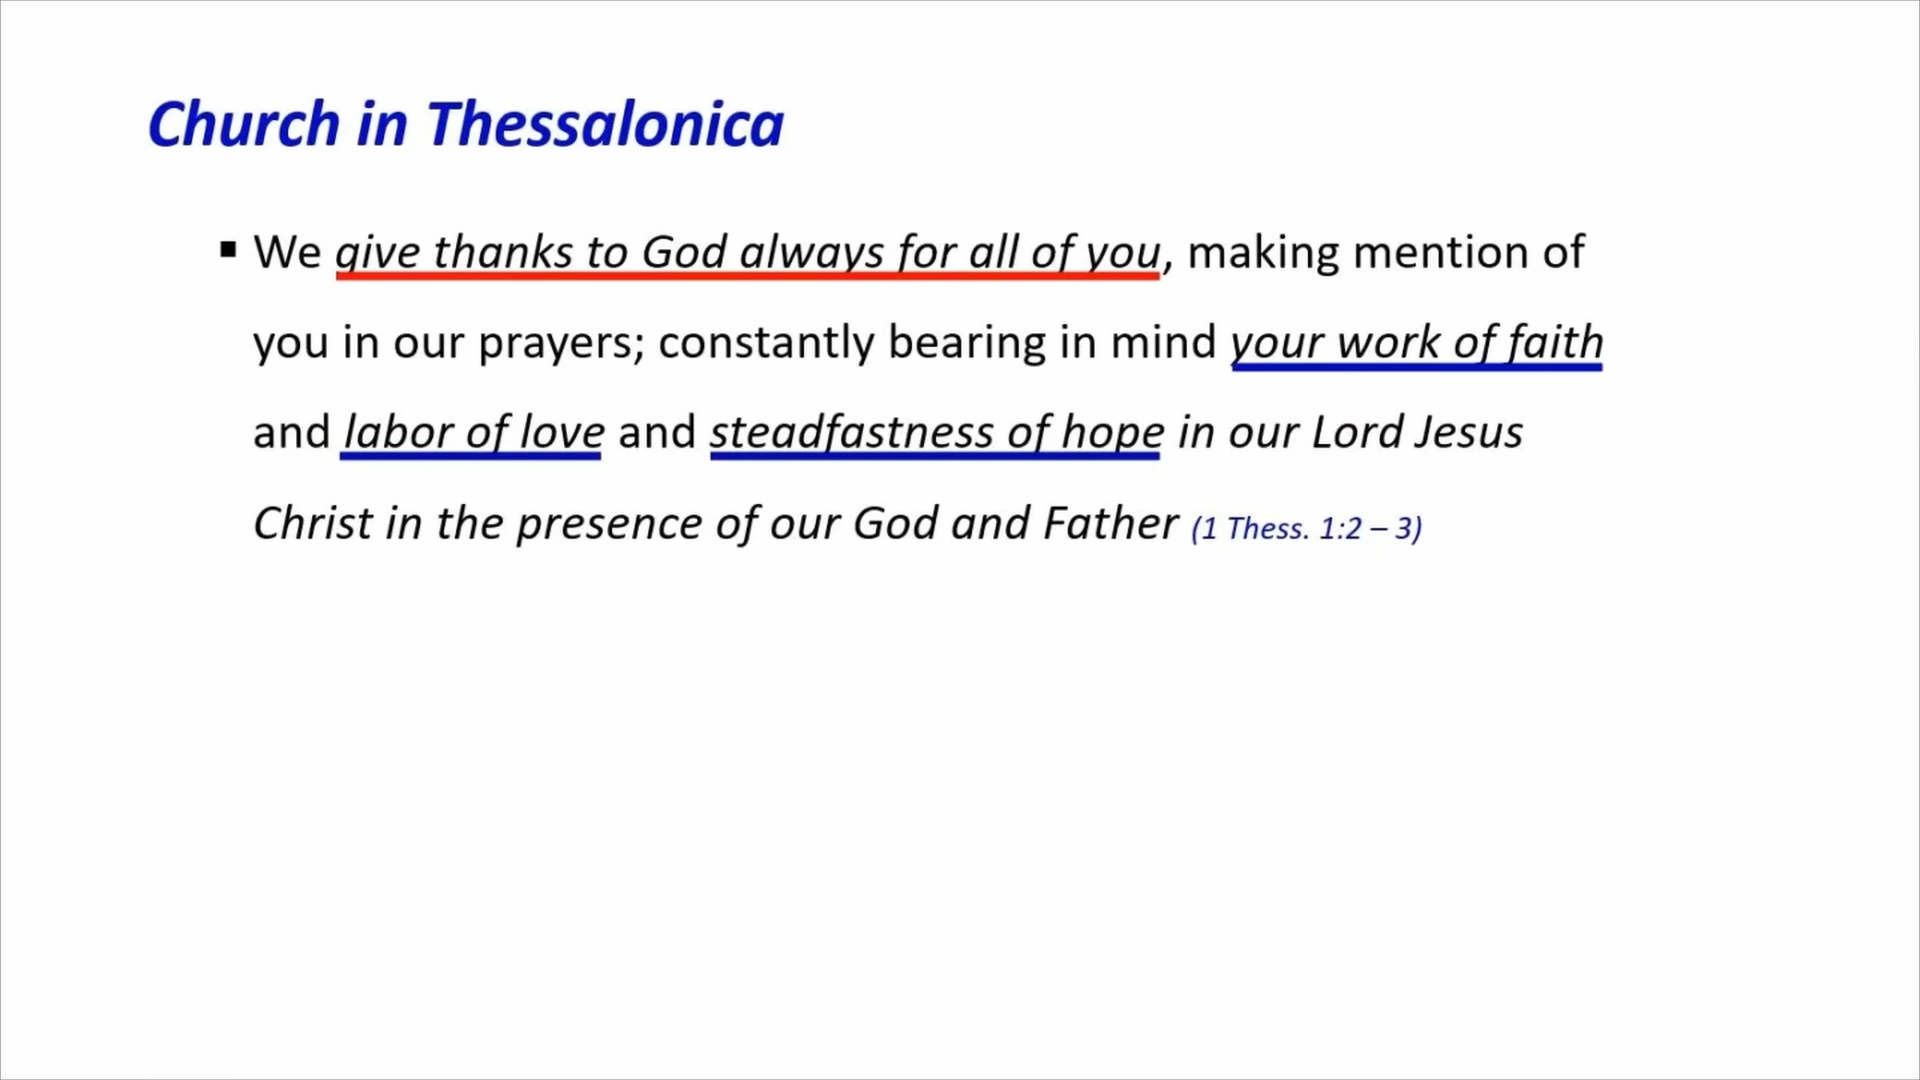 Church in Thessalonica
▪ We give thanks to God always for all of you, making mention of
you in our prayers; constantly bearing in mind your work of faith
and labor of love and steadfastness of hope in our Lord Jesus
Christ in the presence of our God and Father (1 Thess. 1:2 – 3)